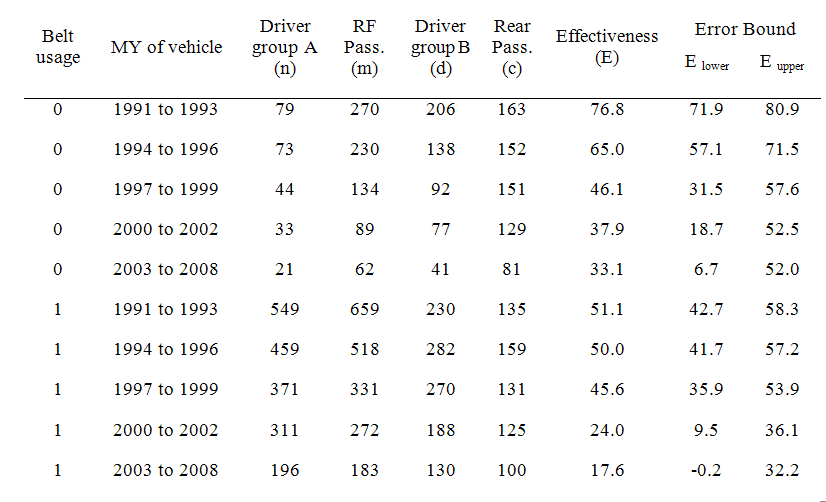 Belt usage MY of vehicle Driver group A (n) RF Pass. (m) Driver group B (d) Rear Pass. (c) Effectiveness (E) Error Bound E lower E upper
0 1991 to 1993 79 270 206 163 76.8 71.9 80.9
0 1994 to 1996 73 230 138 152 65.0 57.1 71.5
0 1997 to 1999 44 134 92 151 46.1 31.5 57.6
0 2000 to 2002 33 89 77 129 37.9 18.7 52.5
0 2003 to 2008 21 62 41 81 33.1 6.7 52.0
1 1991 to 1993 549 659 230 135 51.1 42.7 58.3
1 1994 to 1996 459 518 282 159 50.0 41.7 57.2
1 1997 to 1999 371 331 270 131 45.6 35.9 53.9
1 2000 to 2002 311 272 188 125 24.0 9.5 36.1
1 2003 to 2008 196 183 130 100 17.6 -0.2 32.2